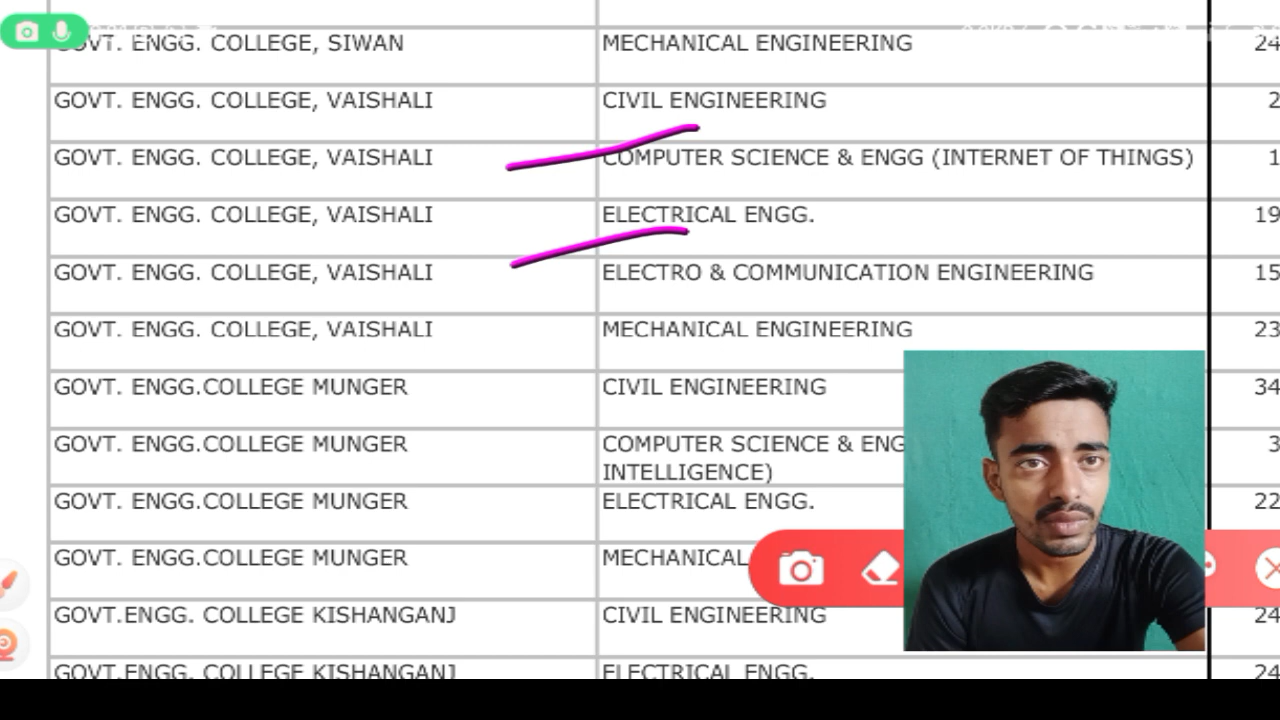 GOVT. ENGG. COLLEGE, SIWAN MECHANICAL ENGINEERING 24
GOVT. ENGG. COLLEGE, VAISHALI CIVIL ENGINEERING 2
GOVT. ENGG. COLLEGE, VAISHALI COMPUTER SCIENCE & ENGG (INTERNET OF THINGS) 1
GOVT. ENGG. COLLEGE, VAISHALI ELECTRICAL ENGG. 19
GOVT. ENGG. COLLEGE, VAISHALI ELECTRO & COMMUNICATION ENGINEERING 15
GOVT. ENGG. COLLEGE, VAISHALI MECHANICAL ENGINEERING 23
GOVT. ENGG.COLLEGE MUNGER CIVIL ENGINEERING 34
GOVT. ENGG.COLLEGE MUNGER COMPUTER SCIENCE & ENG 3
INTELLIGENCE)
GOVT. ENGG.COLLEGE MUNGER ELECTRICAL ENGG. 22
GOVT. ENGG.COLLEGE MUNGER MECHANICAL
GOVT.ENGG. COLLEGE KISHANGANJ CIVIL ENGINEERING 24
GOVT.ENGG. COLLEGE KISHANGANJ ELECTRICAL ENGG. 24